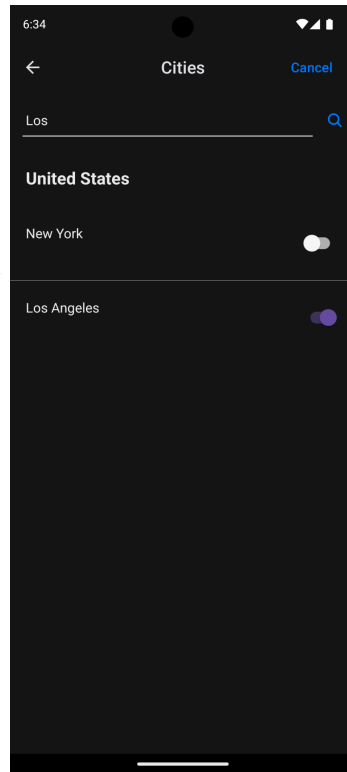 6:34
Cities
Cancel
Los
United States
New York
Los Angeles